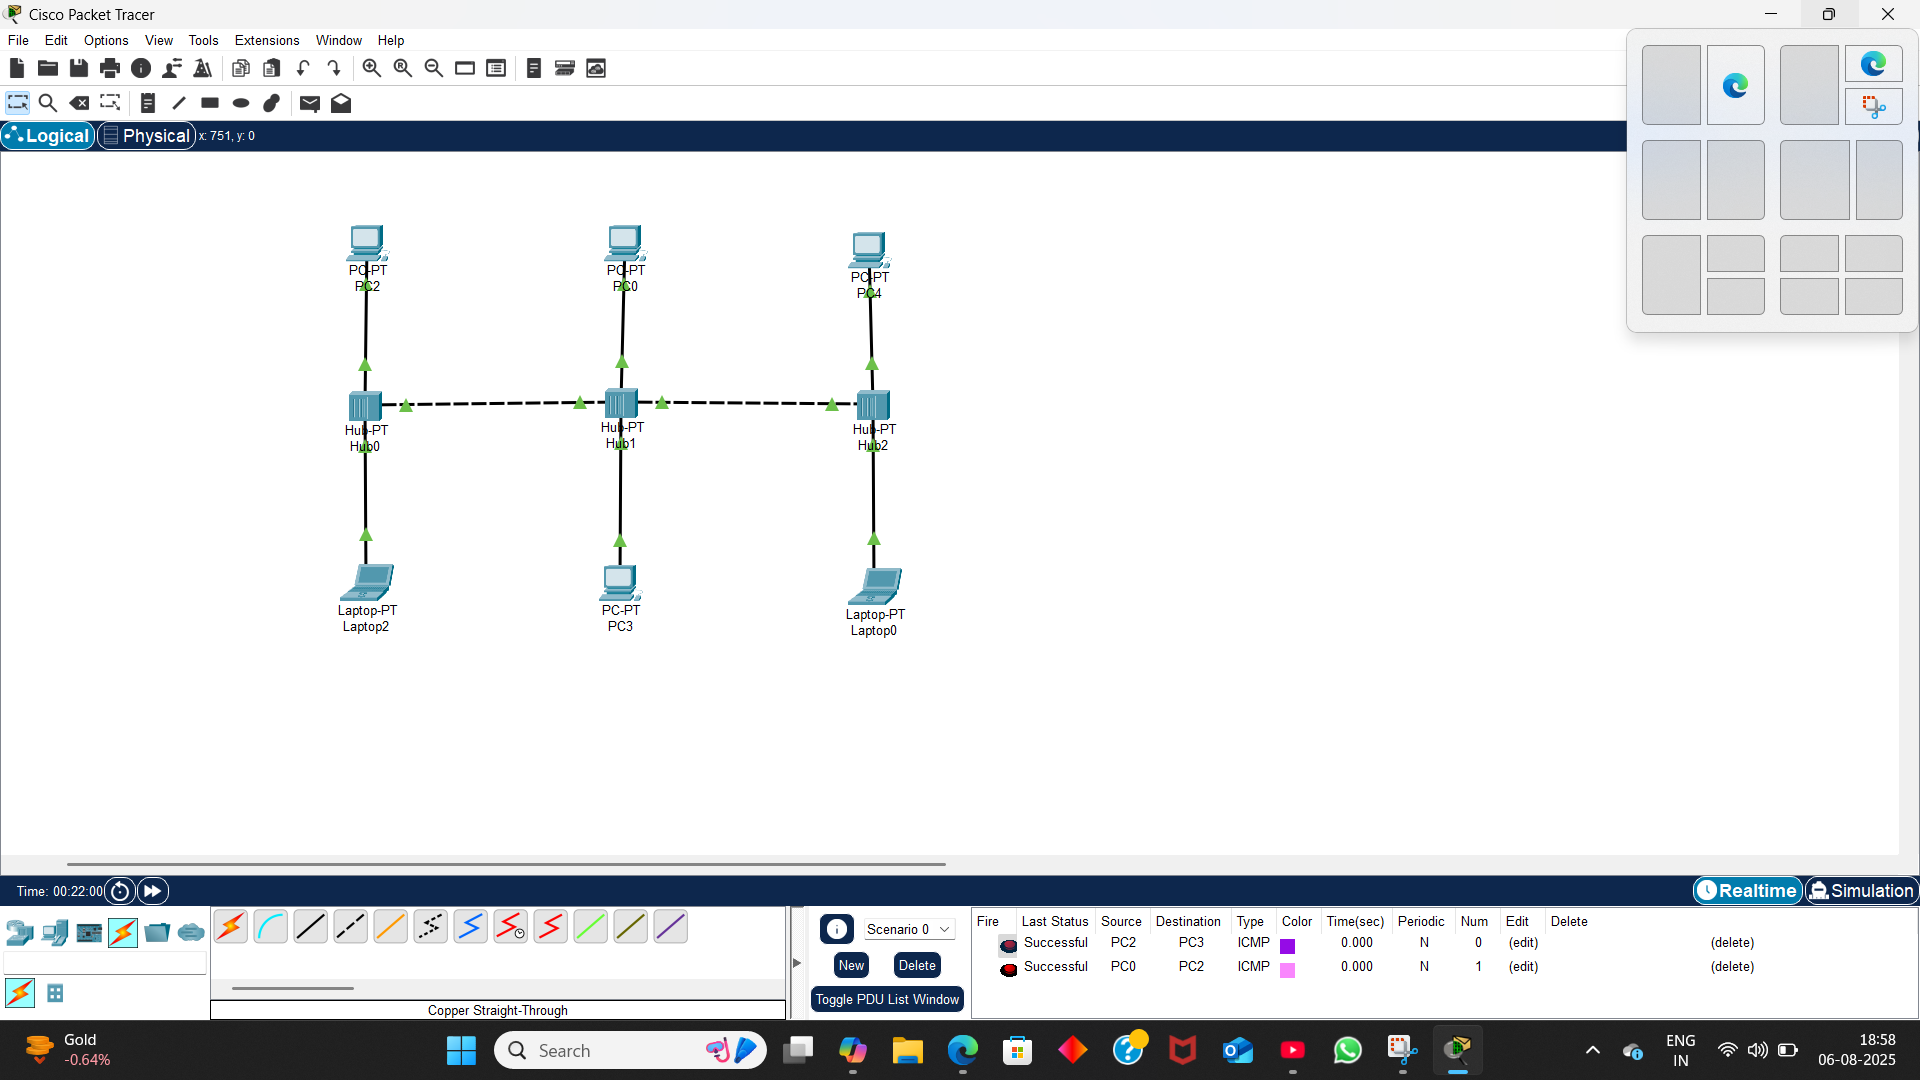 Cisco Packet Tracer
File Edit Options View Tools Extensions Window Help
Logical Physical x: 751, y: 0
PC-PT
PC2
PC-PT
PC0
PC-PT
PC4
Hub-PT
Hub0
Hub-PT
Hub1
Hub-PT
Hub2
Laptop-PT
Laptop2
PC-PT
PC3
Laptop-PT
Laptop0
Time: 00:22:00
Realtime Simulation
Scenario 0
New Delete
Toggle PDU List Window
Fire Last Status Source Destination Type Color Time(sec) Periodic Num Edit Delete
Successful PC2 PC3 ICMP 0.000 N 0 (edit) (delete)
Successful PC0 PC2 ICMP 0.000 N 1 (edit) (delete)
Copper Straight-Through
Gold
-0.64%
Search
ENG
IN
18:58
06-08-2025